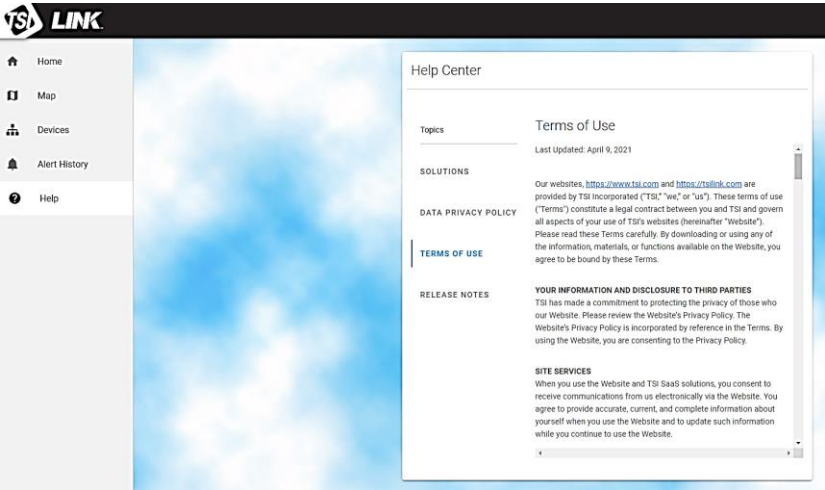 TSI LINK
Home
Map
Devices
Alert History
Help
Help Center
Topics
SOLUTIONS
DATA PRIVACY POLICY
TERMS OF USE
RELEASE NOTES
Terms of Use
Last Updated: April 9, 2021
Our websites, https://www.tsi.com and https://tsilink.com are
provided by TSI Incorporated ("TSI," "we," or "us"). These terms of use
("Terms") constitute a legal contract between you and TSI and govern
all aspects of your use of TSI's websites (hereinafter "Website").
Please read these Terms carefully. By downloading or using any of
the information, materials, or functions available on the Website, you
agree to be bound by these Terms.
YOUR INFORMATION AND DISCLOSURE TO THIRD PARTIES
TSI has made a commitment to protecting the privacy of those who
our Website. Please review the Website's Privacy Policy. The
Website's Privacy Policy is incorporated by reference in the Terms. By
using the Website, you are consenting to the Privacy Policy.
SITE SERVICES
When you use the Website and TSI SaaS solutions, you consent to
receive communications from us electronically via the Website. You
agree to provide accurate, current, and complete information about
yourself when you use the Website and to update such information
while you continue to use the Website.